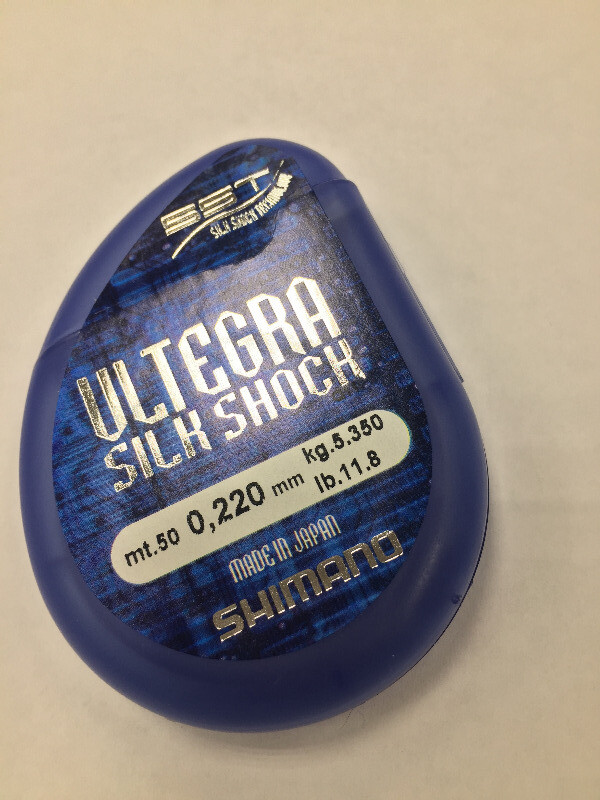 SST
SILK SHOCK TECHNOLOGY
ULTEGRA
SILK SHOCK
mt.50 0,220 mm kg.5.350
lb.11.8
MADE IN JAPAN
SHIMANO